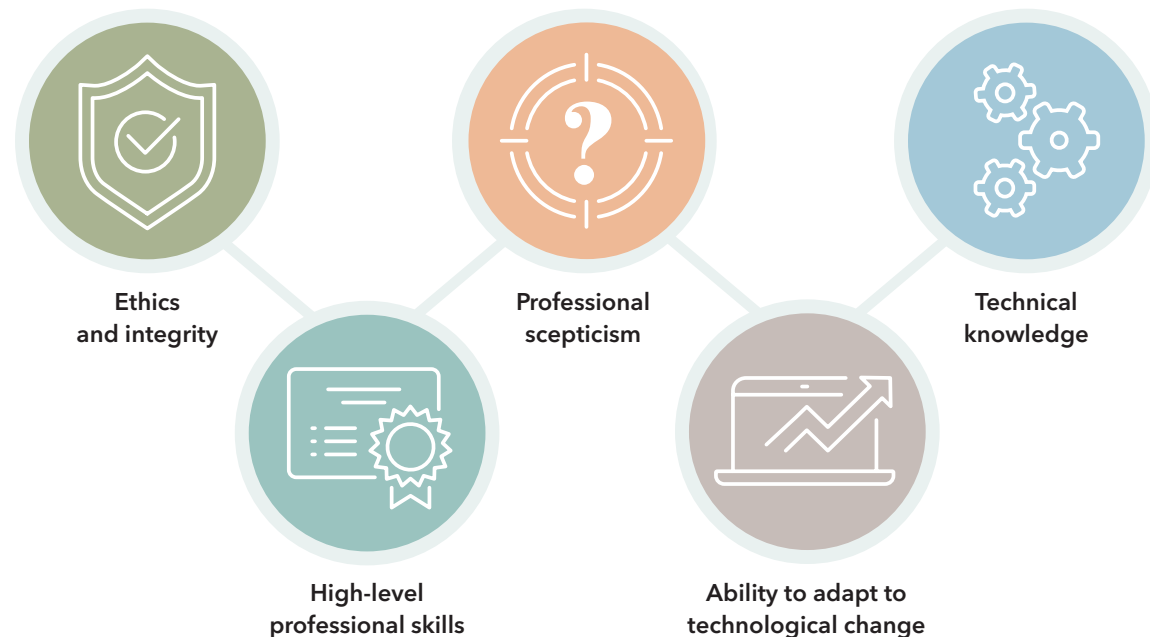 Ethics
and integrity
High-level
professional skills
?
Professional
scepticism
Ability to adapt to
technological change
Technical
knowledge